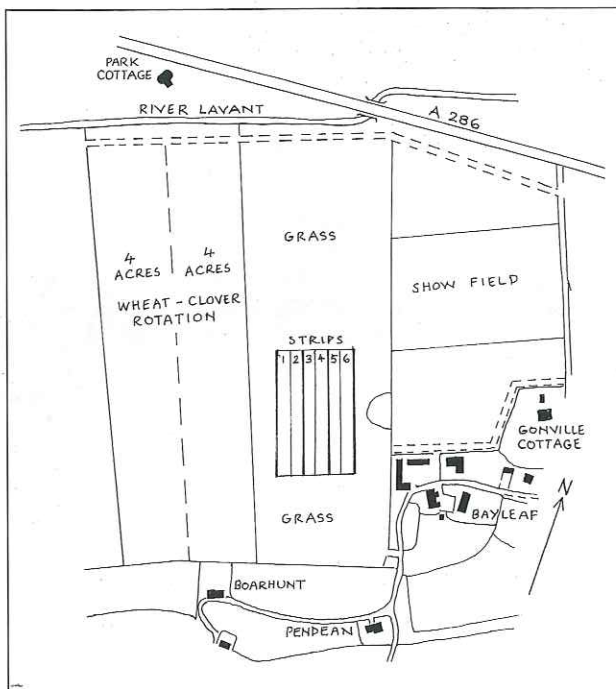 PARK
COTTAGE
RIVER LAVANT
A 286
4
ACRES
4
ACRES
WHEAT - CLOVER
ROTATION
GRASS
SHOW FIELD
STRIPS
1 2 3 4 5 6
GONVILLE
COTTAGE
GRASS
BAYLEAF
N
BOARHUNT
PENDEAN